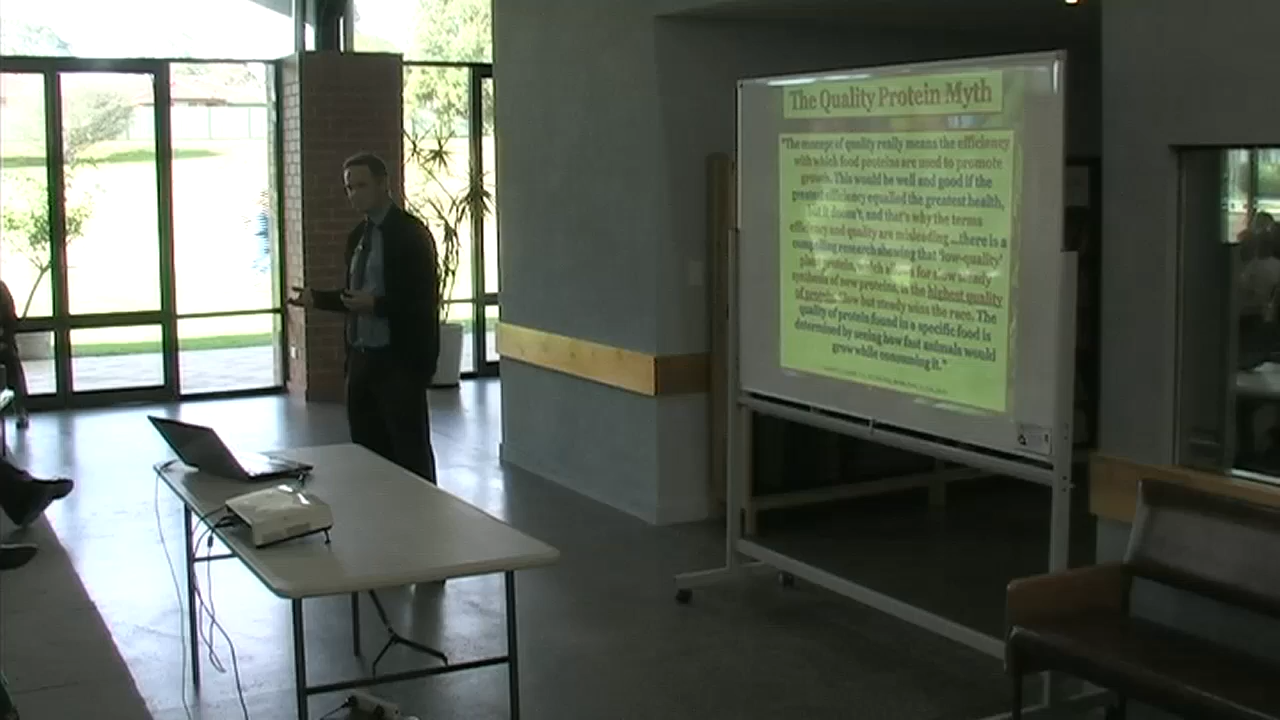 The Quality Protein Myth
"The concept of quality really means the efficiency
with which food proteins are used to promote
growth. This would be well and good if the
greatest efficiency equalled the greatest health,
but it doesn't, and that's why the terms
efficiency and quality are misleading ...there is a
compelling research showing that 'low-quality'
plant protein, which allows for slow steady
synthesis of new proteins, is the highest quality
of protein. Slow but steady wins the race. The
quality of protein found in a specific food is
determined by seeing how fast animals would
grow while consuming it."